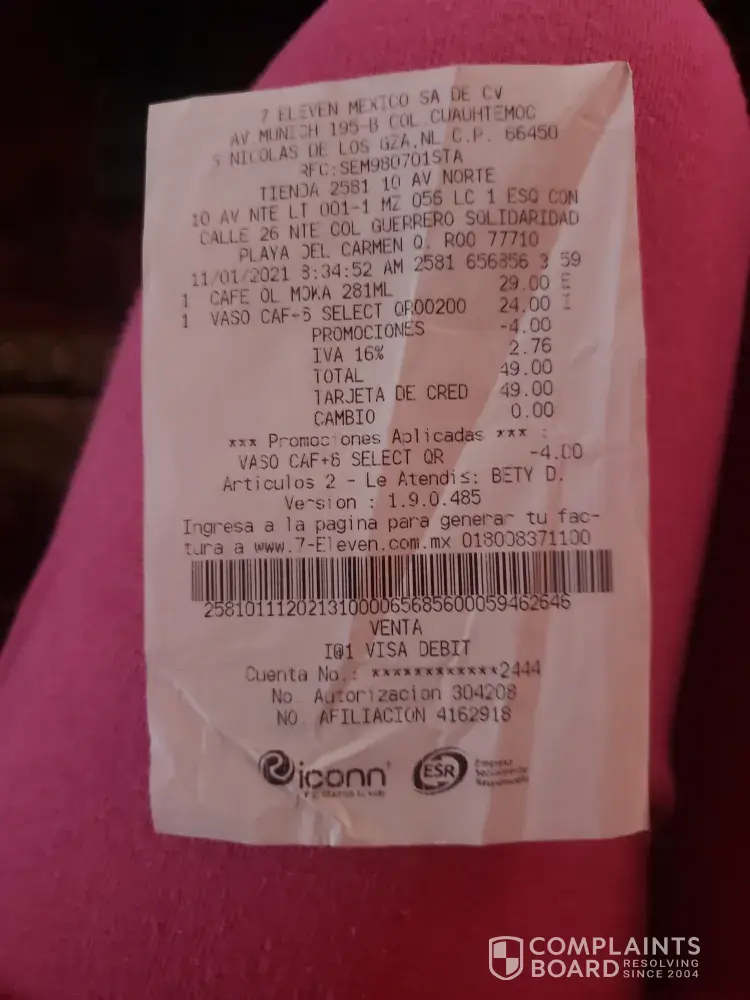 7 ELEVEN MEXICO SA DE CV
AV MUNICH 195-B COL CUAUHTEMOC
S NICOLAS DE LOS GZA,NL C.P. 66450
RFC:SEM980701STA
TIENDA 2581 10 AV NORTE
10 AV NTE LT 001-1 MZ 056 LC 1 ESQ CON
CALLE 26 NTE COL GUERRERO SOLIDARIDAD
PLAYA DEL CARMEN Q. ROO 77710
11/01/2021 8:34:52 AM 2581 656856 3 59
1 CAFE OL MOKA 281ML 29.00 E
1 VASO CAF+6 SELECT QR00200 24.00 I
PROMOCIONES -4.00
IVA 16% 2.76
TOTAL 49.00
TARJETA DE CRED 49.00
CAMBIO 0.00
*** Promociones Aplicadas *** :
VASO CAF+6 SELECT QR -4.00
Articulos 2 - Le Atendis: BETY D.
Version : 1.9.0.485
Ingresa a la pagina para generar tu fac-
tura a www.7-Eleven.com.mx 018008371100
25810111202131000065685600059462646
VENTA
I@1 VISA DEBIT
Cuenta No.: ************2444
No. Autorizacion 304208
NO. AFILIACION 4162918
iconn
ESR Empresa
Socialmente
Responsable
COMPLAINTS
BOARD RESOLVING
SINCE 2004